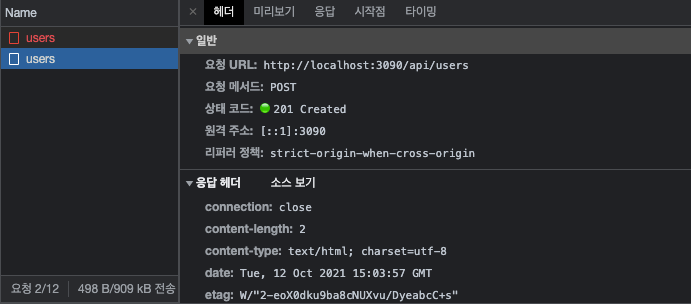 Name
users
users
요청 2/12 498 B/909 kB 전송
× 헤더 미리보기 응답 시작점 타이밍
일반
요청 URL: http://localhost:3090/api/users
요청 메서드: POST
상태 코드: 201 Created
원격 주소: [::1]:3090
리퍼러 정책: strict-origin-when-cross-origin
응답 헤더 소스 보기
connection: close
content-length: 2
content-type: text/html; charset=utf-8
date: Tue, 12 Oct 2021 15:03:57 GMT
etag: W/"2-eoX0dku9ba8cNUXvu/DyeabcC+s"